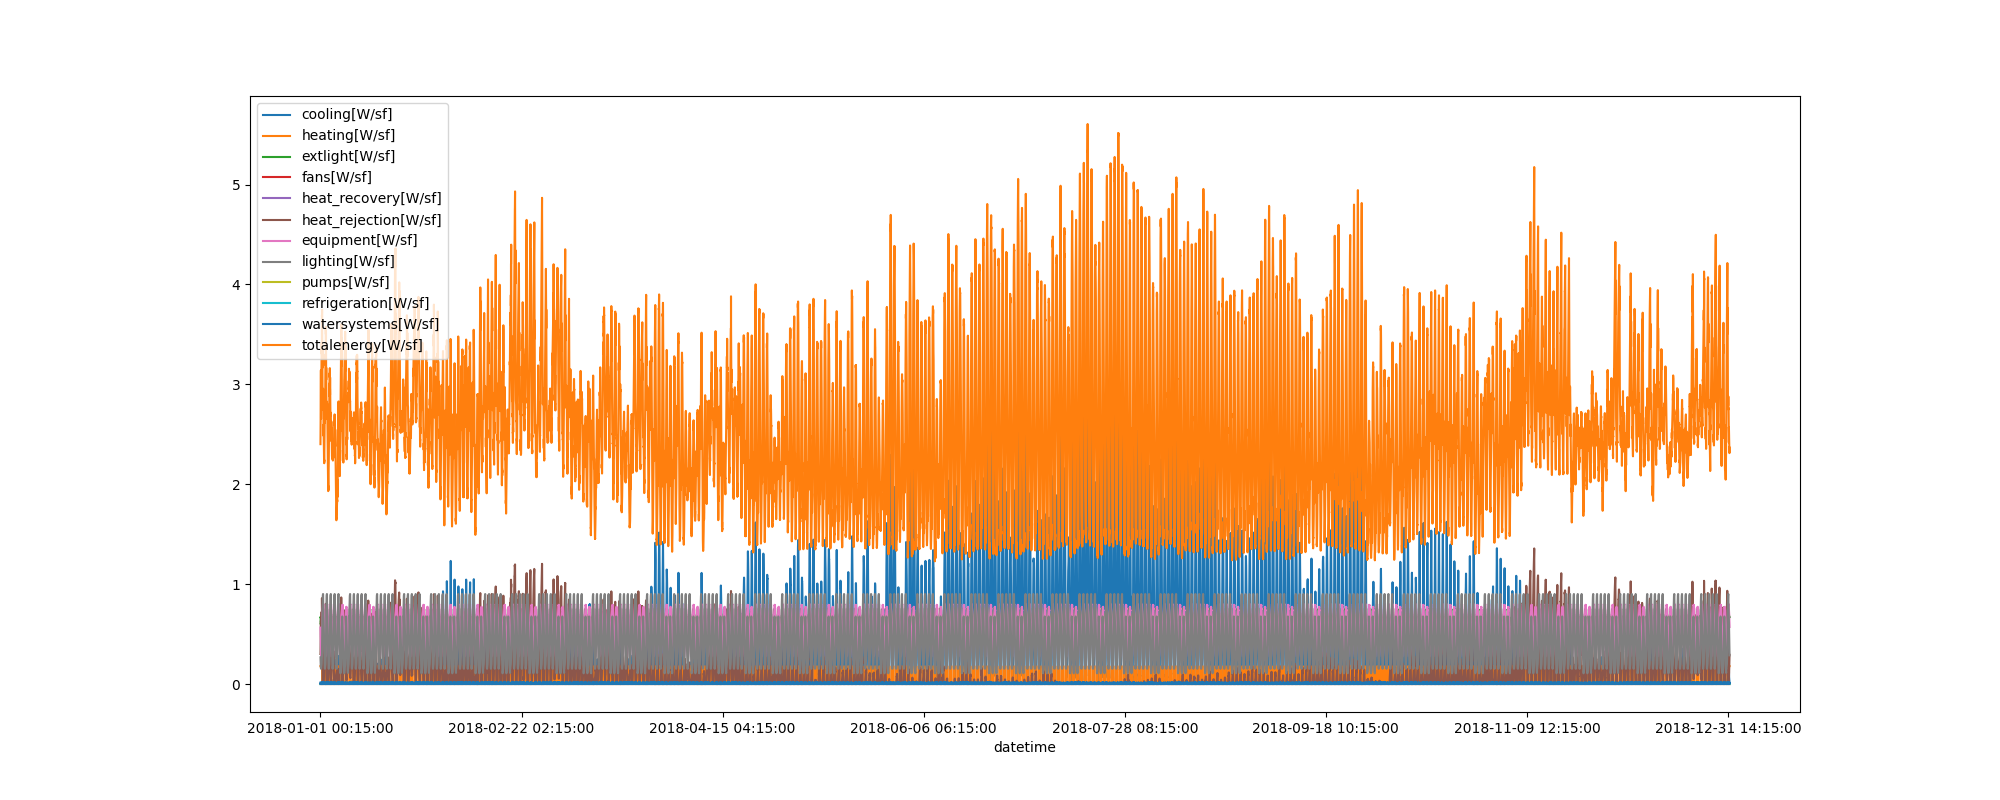 cooling[W/sf]
heating[W/sf]
extlight[W/sf]
fans[W/sf]
heat_recovery[W/sf]
heat_rejection[W/sf]
equipment[W/sf]
lighting[W/sf]
pumps[W/sf]
refrigeration[W/sf]
watersystems[W/sf]
totalenergy[W/sf]
5
4
3
2
1
0
2018-01-01 00:15:00 2018-02-22 02:15:00 2018-04-15 04:15:00 2018-06-06 06:15:00 2018-07-28 08:15:00 2018-09-18 10:15:00 2018-11-09 12:15:00 2018-12-31 14:15:00
datetime